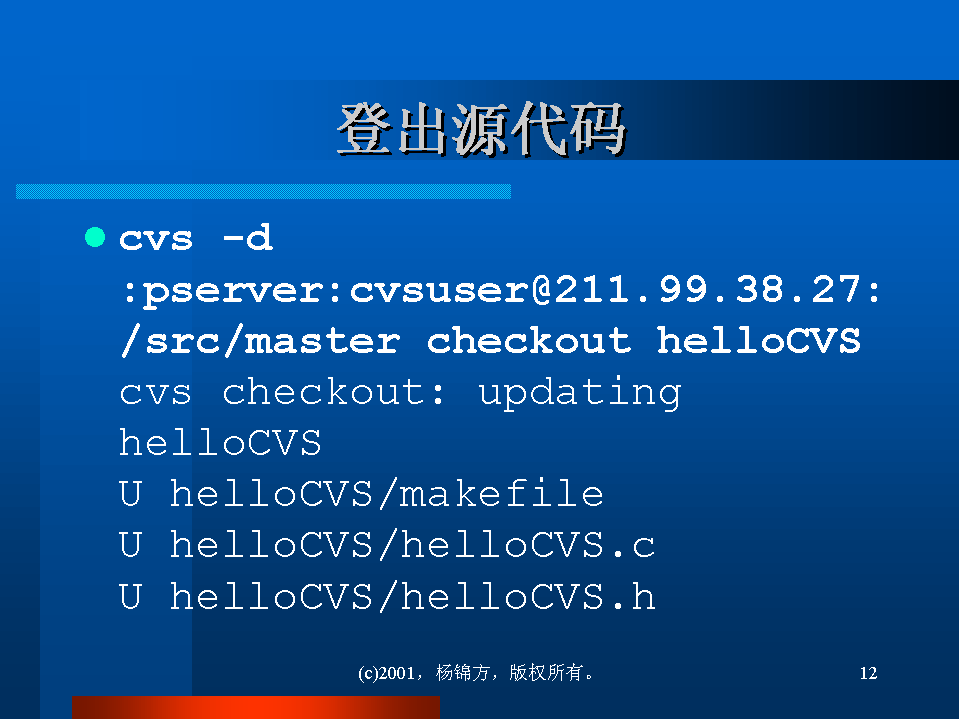 登出源代码
cvs -d
:pserver:cvsuser@211.99.38.27:
/src/master checkout helloCVS
cvs checkout: updating
helloCVS
U helloCVS/makefile
U helloCVS/helloCVS.c
U helloCVS/helloCVS.h
(c)2001，杨锦方，版权所有。
12